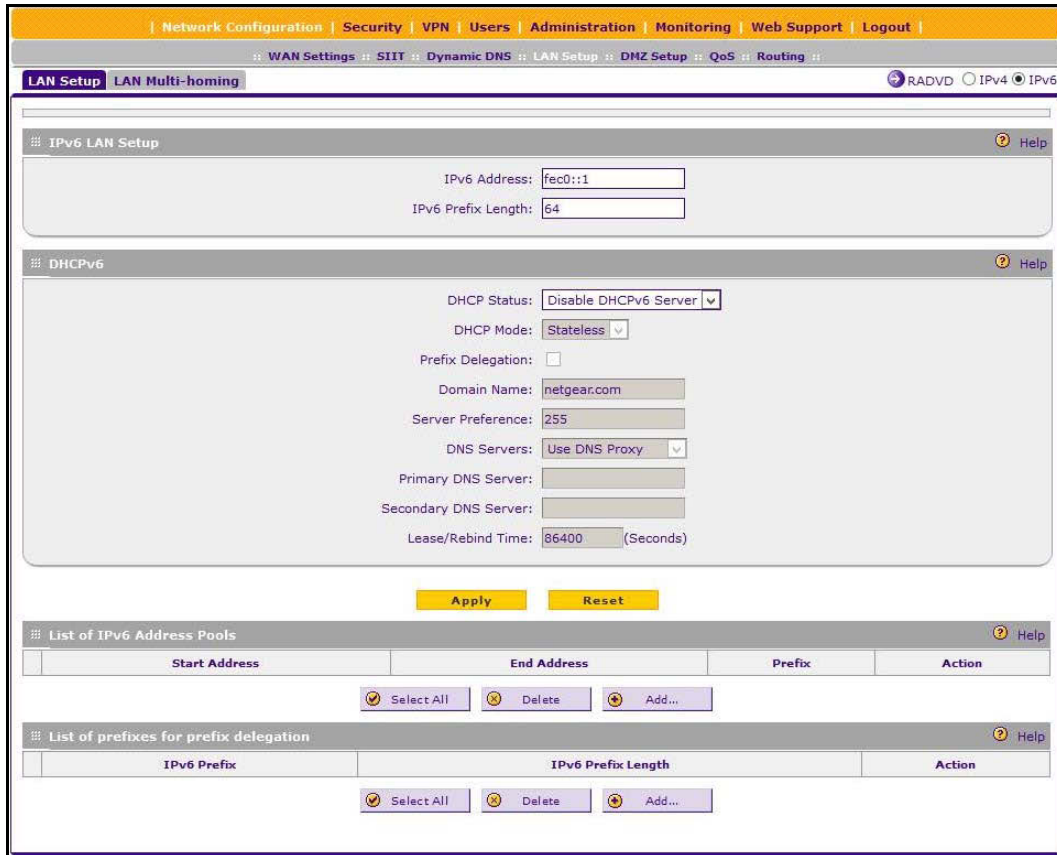 | Network Configuration | Security | VPN | Users | Administration | Monitoring | Web Support | Logout |
:: WAN Settings :: SIIT :: Dynamic DNS :: LAN Setup :: DMZ Setup :: QoS :: Routing ::
LAN Setup LAN Multi-homing RADVD IPv4 IPv6
IPv6 LAN Setup Help
IPv6 Address: fec0::1
IPv6 Prefix Length: 64
DHCPv6 Help
DHCP Status: Disable DHCPv6 Server
DHCP Mode: Stateless
Prefix Delegation:
Domain Name: netgear.com
Server Preference: 255
DNS Servers: Use DNS Proxy
Primary DNS Server:
Secondary DNS Server:
Lease/Rebind Time: 86400 (Seconds)
Apply Reset
List of IPv6 Address Pools Help
Start Address End Address Prefix Action
Select All Delete Add...
List of prefixes for prefix delegation Help
IPv6 Prefix IPv6 Prefix Length Action
Select All Delete Add...